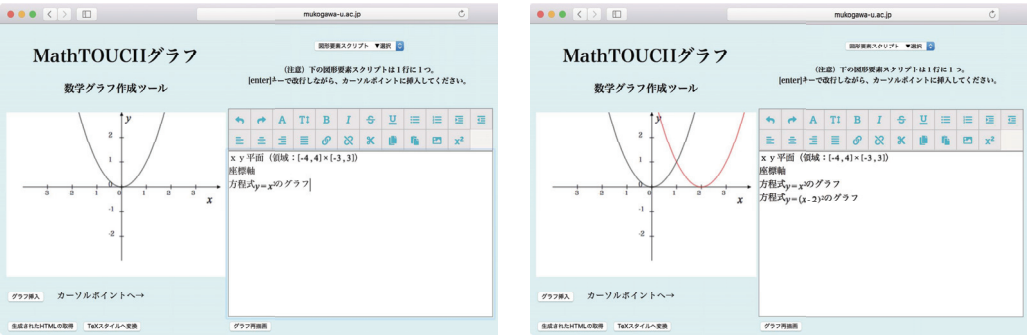 mukogawa-u.ac.jp
MathTOUCHグラフ
数学グラフ作成ツール
図形要素スクリプト ▼選択
(注意) 下の図形要素スクリプトは1行に1つ。
[enter]キーで改行しながら、カーソルポイントに挿入してください。
A T↕ B I S U
x²
y
2
1
0
-3 -2 -1 0 1 2 3
x
-1
-2
x y 平面 (領域:[-4,4]×[-3,3])
座標軸
方程式y=x²のグラフ
グラフ挿入 カーソルポイントへ→
生成されたHTMLの取得 TeXスタイルへ変換 グラフ再描画
mukogawa-u.ac.jp
MathTOUCHグラフ
数学グラフ作成ツール
図形要素スクリプト ▼選択
(注意) 下の図形要素スクリプトは1行に1つ。
[enter]キーで改行しながら、カーソルポイントに挿入してください。
A T↕ B I S U
x²
y
2
1
0
-3 -2 -1 0 1 2 3
x
-1
-2
x y 平面 (領域:[-4,4]×[-3,3])
座標軸
方程式y=x²のグラフ
方程式y=(x-2)²のグラフ
グラフ挿入 カーソルポイントへ→
生成されたHTMLの取得 TeXスタイルへ変換 グラフ再描画